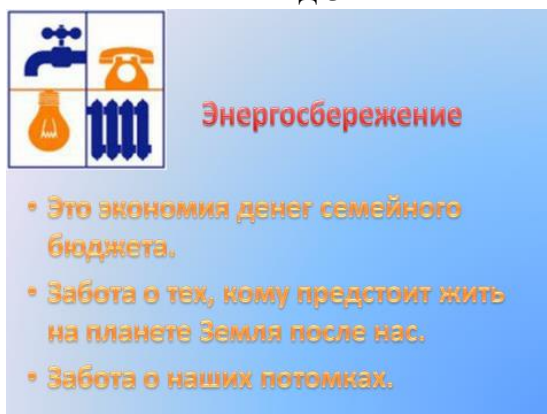 Энергосбережение
• Это экономия денег семейного
бюджета.
• Забота о тех, кому предстоит жить
на планете Земля после нас.
• Забота о наших потомках.